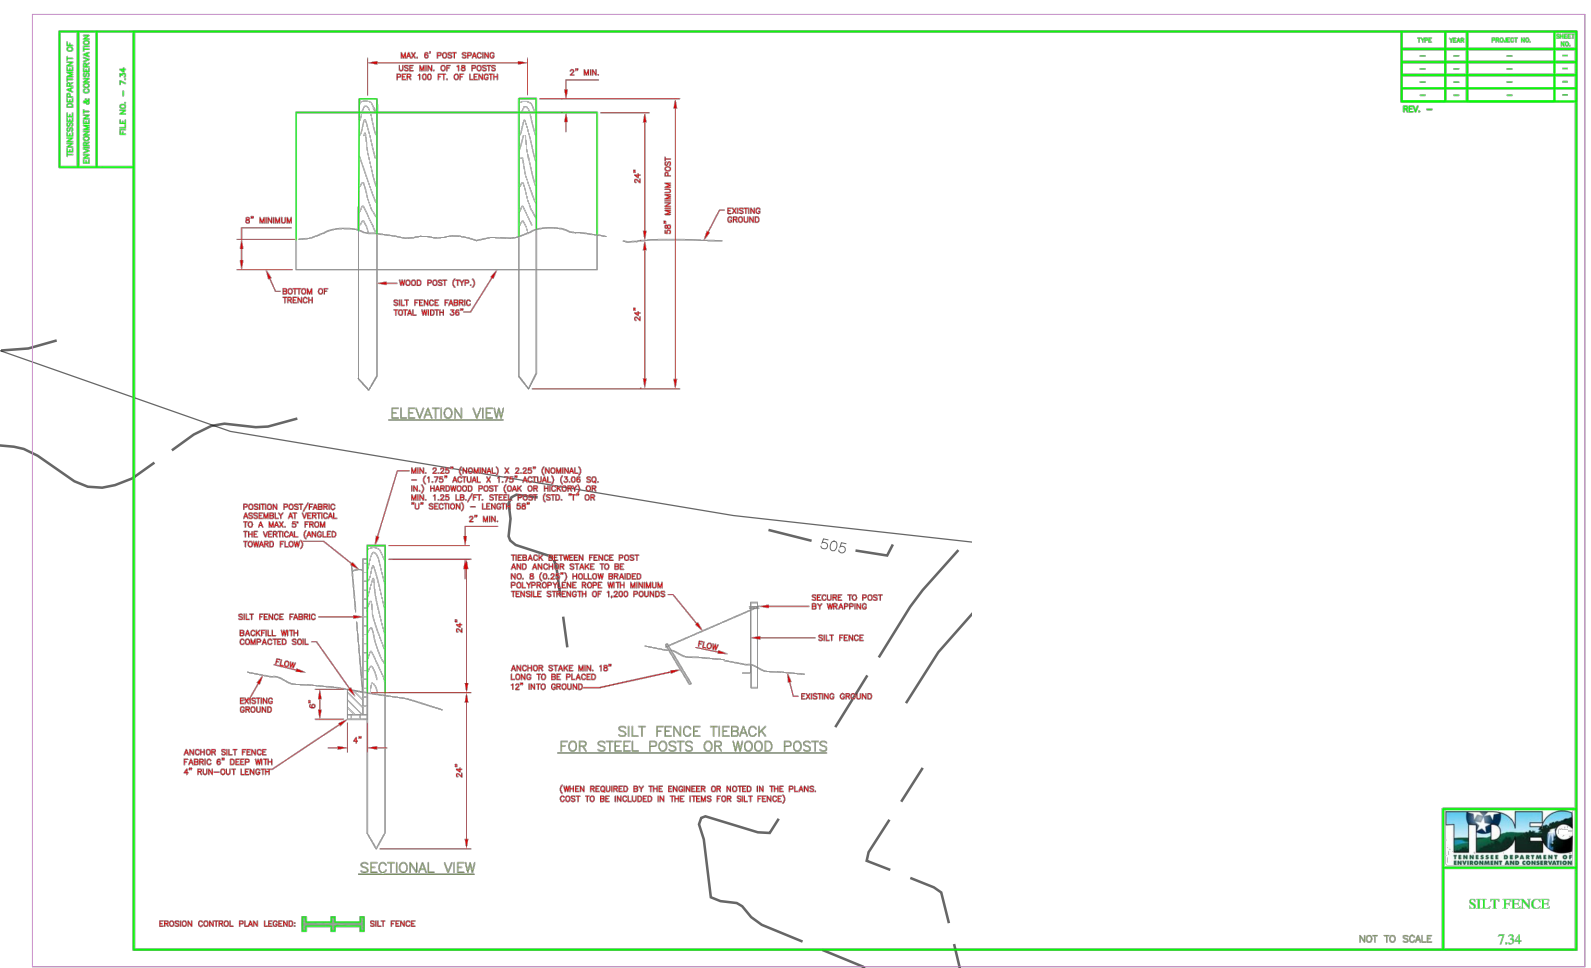 TENNESSEE DEPARTMENT OF
ENVIRONMENT & CONSERVATION
FILE NO. - 7.34
TYPE YEAR PROJECT NO. SHEET NO.
- - - -
- - - -
- - - -
- - - -
REV. -
MAX. 6' POST SPACING
USE MIN. OF 18 POSTS
PER 100 FT. OF LENGTH
2" MIN.
24"
58" MINIMUM POST
EXISTING
GROUND
8" MINIMUM
BOTTOM OF
TRENCH
WOOD POST (TYP.)
SILT FENCE FABRIC
TOTAL WIDTH 36"
24"
ELEVATION VIEW
MIN. 2.25" (NOMINAL) X 2.25" (NOMINAL)
- (1.75" ACTUAL X 1.75" ACTUAL) (3.06 SQ.
IN.) HARDWOOD POST (OAK OR HICKORY) OR
MIN. 1.25 LB./FT. STEEL POST (STD. "T" OR
"U" SECTION) - LENGTH 58"
2" MIN.
POSITION POST/FABRIC
ASSEMBLY AT VERTICAL
TO A MAX. 5' FROM
THE VERTICAL (ANGLED
TOWARD FLOW)
SILT FENCE FABRIC
BACKFILL WITH
COMPACTED SOIL
FLOW
EXISTING
GROUND
6"
4"
24"
24"
ANCHOR SILT FENCE
FABRIC 6" DEEP WITH
4" RUN-OUT LENGTH
SECTIONAL VIEW
505
TIEBACK BETWEEN FENCE POST
AND ANCHOR STAKE TO BE
NO. 8 (0.25") HOLLOW BRAIDED
POLYPROPYLENE ROPE WITH MINIMUM
TENSILE STRENGTH OF 1,200 POUNDS
SECURE TO POST
BY WRAPPING
SILT FENCE
FLOW
ANCHOR STAKE MIN. 18"
LONG TO BE PLACED
12" INTO GROUND
EXISTING GROUND
SILT FENCE TIEBACK
FOR STEEL POSTS OR WOOD POSTS
(WHEN REQUIRED BY THE ENGINEER OR NOTED IN THE PLANS.
COST TO BE INCLUDED IN THE ITEMS FOR SILT FENCE)
EROSION CONTROL PLAN LEGEND: SILT FENCE
NOT TO SCALE
TDEC
TENNESSEE DEPARTMENT OF
ENVIRONMENT AND CONSERVATION
SILT FENCE
7.34